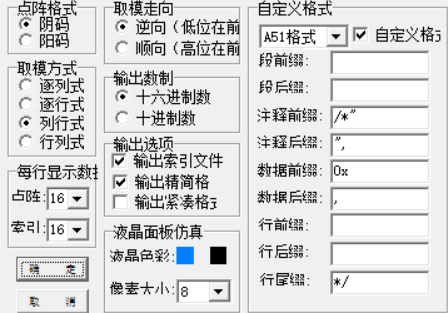 点阵格式
阴码
阳码
取模方式
逐列式
逐行式
列行式
行列式
每行显示数据
点阵: 16
索引: 16
确 定
取 消
取模走向
逆向(低位在前
顺向(高位在前
输出数制
十六进制数
十进制数
输出选项
输出索引文件
输出精简格
输出紧凑格式
液晶面板仿真
液晶色彩:
像素大小: 8
自定义格式
A51格式
自定义格式
段前缀:
段后缀:
注释前缀: /*"
注释后缀: ",
数据前缀: 0x
数据后缀: ,
行前缀:
行后缀:
行尾缀: */